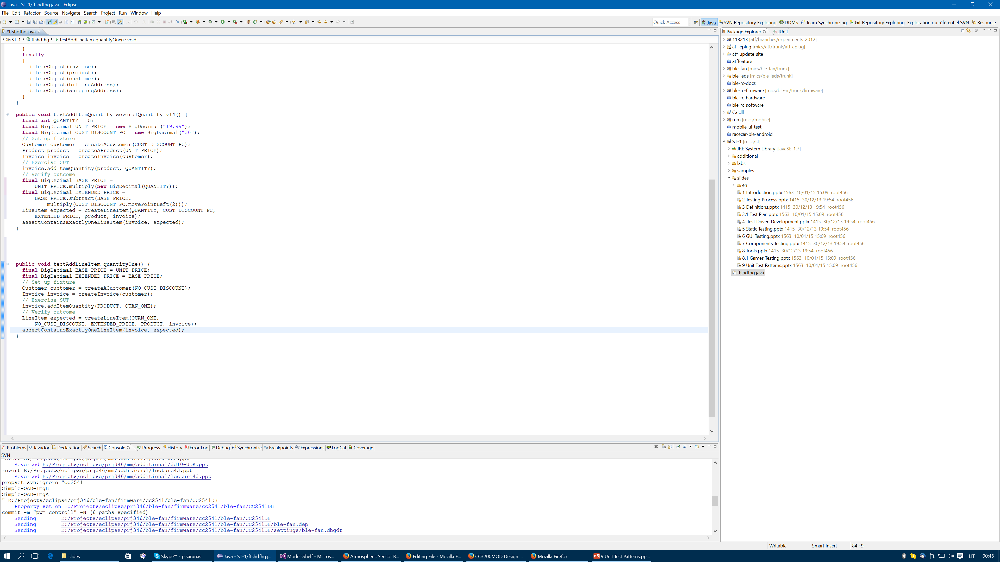 Java - ST-1/ftshdfhg.java - Eclipse
File Edit Refactor Source Navigate Search Project Run Window Help
Quick Access
Java SVN Repository Exploring DDMS Team Synchronizing Git Repository Exploring Exploration du référentiel SVN Resource
*ftshdfhg.java
ST-1 ftshdfhg testAddLineItem_quantityOne() : void
}
}
finally
{
deleteObject(invoice);
deleteObject(product);
deleteObject(customer);
deleteObject(billingAddress);
deleteObject(shippingAddress);
}
}
public void testAddItemQuantity_severalQuantity_v14() {
final int QUANTITY = 5;
final BigDecimal UNIT_PRICE = new BigDecimal("19.99");
final BigDecimal CUST_DISCOUNT_PC = new BigDecimal("30");
// Set up fixture
Customer customer = createACustomer(CUST_DISCOUNT_PC);
Product product = createAProduct(UNIT_PRICE);
Invoice invoice = createInvoice(customer);
// Exercise SUT
invoice.addItemQuantity(product, QUANTITY);
// Verify outcome
final BigDecimal BASE_PRICE =
UNIT_PRICE.multiply(new BigDecimal(QUANTITY));
final BigDecimal EXTENDED_PRICE =
BASE_PRICE.subtract(BASE_PRICE.
multiply(CUST_DISCOUNT_PC.movePointLeft(2)));
LineItem expected = createLineItem(QUANTITY, CUST_DISCOUNT_PC,
EXTENDED_PRICE, product, invoice);
assertContainsExactlyOneLineItem(invoice, expected);
}
public void testAddLineItem_quantityOne() {
final BigDecimal BASE_PRICE = UNIT_PRICE;
final BigDecimal EXTENDED_PRICE = BASE_PRICE;
// Set up fixture
Customer customer = createACustomer(NO_CUST_DISCOUNT);
Invoice invoice = createInvoice(customer);
// Exercise SUT
invoice.addItemQuantity(PRODUCT, QUAN_ONE);
// Verify outcome
LineItem expected = createLineItem(QUAN_ONE,
NO_CUST_DISCOUNT, EXTENDED_PRICE, PRODUCT, invoice);
assertContainsExactlyOneLineItem(invoice, expected);
}
Package Explorer JUnit
113213 [atf/branches/experiments_2012]
atf-eplug [mics/atf/trunk/atf-eplug]
atf-update-site
atffeature
ble-fan [mics/ble-fan/trunk]
ble-leds [mics/ble-leds/trunk]
ble-rc-docs
ble-rc-firmware [mics/ble-rc/trunk/firmware]
ble-rc-hardware
ble-rc-software
Calclll
mm [mics/mobile]
mobile-ui-test
racecar-ble-android
ST-1 [mics/st]
JRE System Library [JavaSE-1.7]
additional
labs
samples
slides
en
1 Introduction.pptx 1563 10/01/15 15:09 root456
2 Testing Process.pptx 1415 30/12/13 19:54 root456
3 Definitions.pptx 1415 30/12/13 19:54 root456
3.1 Test Plan.pptx 1563 10/01/15 15:09 root456
4. Test Driven Development.pptx 1415 30/12/13 19:54 root456
5 Static Testing.pptx 1415 30/12/13 19:54 root456
6 GUI Testing.pptx 1563 10/01/15 15:09 root456
7 Components Testing.pptx 1415 30/12/13 19:54 root456
8 Tools.pptx 1415 30/12/13 19:54 root456
8.1 Games Testing.pptx 1563 10/01/15 15:09 root456
9 Unit Test Patterns.pptx 1563 10/01/15 15:09 root456
ftshdfhg.java
Problems @ Javadoc Declaration Search Console Progress History Error Log Debug Synchronize Breakpoints Expressions LogCat Coverage
SVN
revert E:/Projects/eclipse/prj346/mm/additional/3d10-UDK.ppt
Reverted E:/Projects/eclipse/prj346/mm/additional/3d10-UDK.ppt
revert E:/Projects/eclipse/prj346/mm/additional/lecture43.ppt
Reverted E:/Projects/eclipse/prj346/mm/additional/lecture43.ppt
propset svn:ignore "CC2541
Simple-OAD-ImgB
Simple-OAD-ImgA
" E:/Projects/eclipse/prj346/ble-fan/firmware/cc2541/ble-fan/CC2541DB
Property set on E:/Projects/eclipse/prj346/ble-fan/firmware/cc2541/ble-fan/CC2541DB
commit -m "pwm controll" -N (6 paths specified)
Sending E:/Projects/eclipse/prj346/ble-fan/firmware/cc2541/ble-fan/CC2541DB
Sending E:/Projects/eclipse/prj346/ble-fan/firmware/cc2541/ble-fan/CC2541DB/ble-fan.dep
Sending E:/Projects/eclipse/prj346/ble-fan/firmware/cc2541/ble-fan/CC2541DB/settings/ble-fan.dbgdt
Writable Smart Insert 84 : 9
slides Skype™ - p.sarunas Java - ST-1/ftshdfhg.j... ModelsShelf - Micros... Atmospheric Sensor B... Editing File - Mozilla F... CC3200MOD Design ... Mozilla Firefox 9 Unit Test Patterns.pp... LIT 00:46